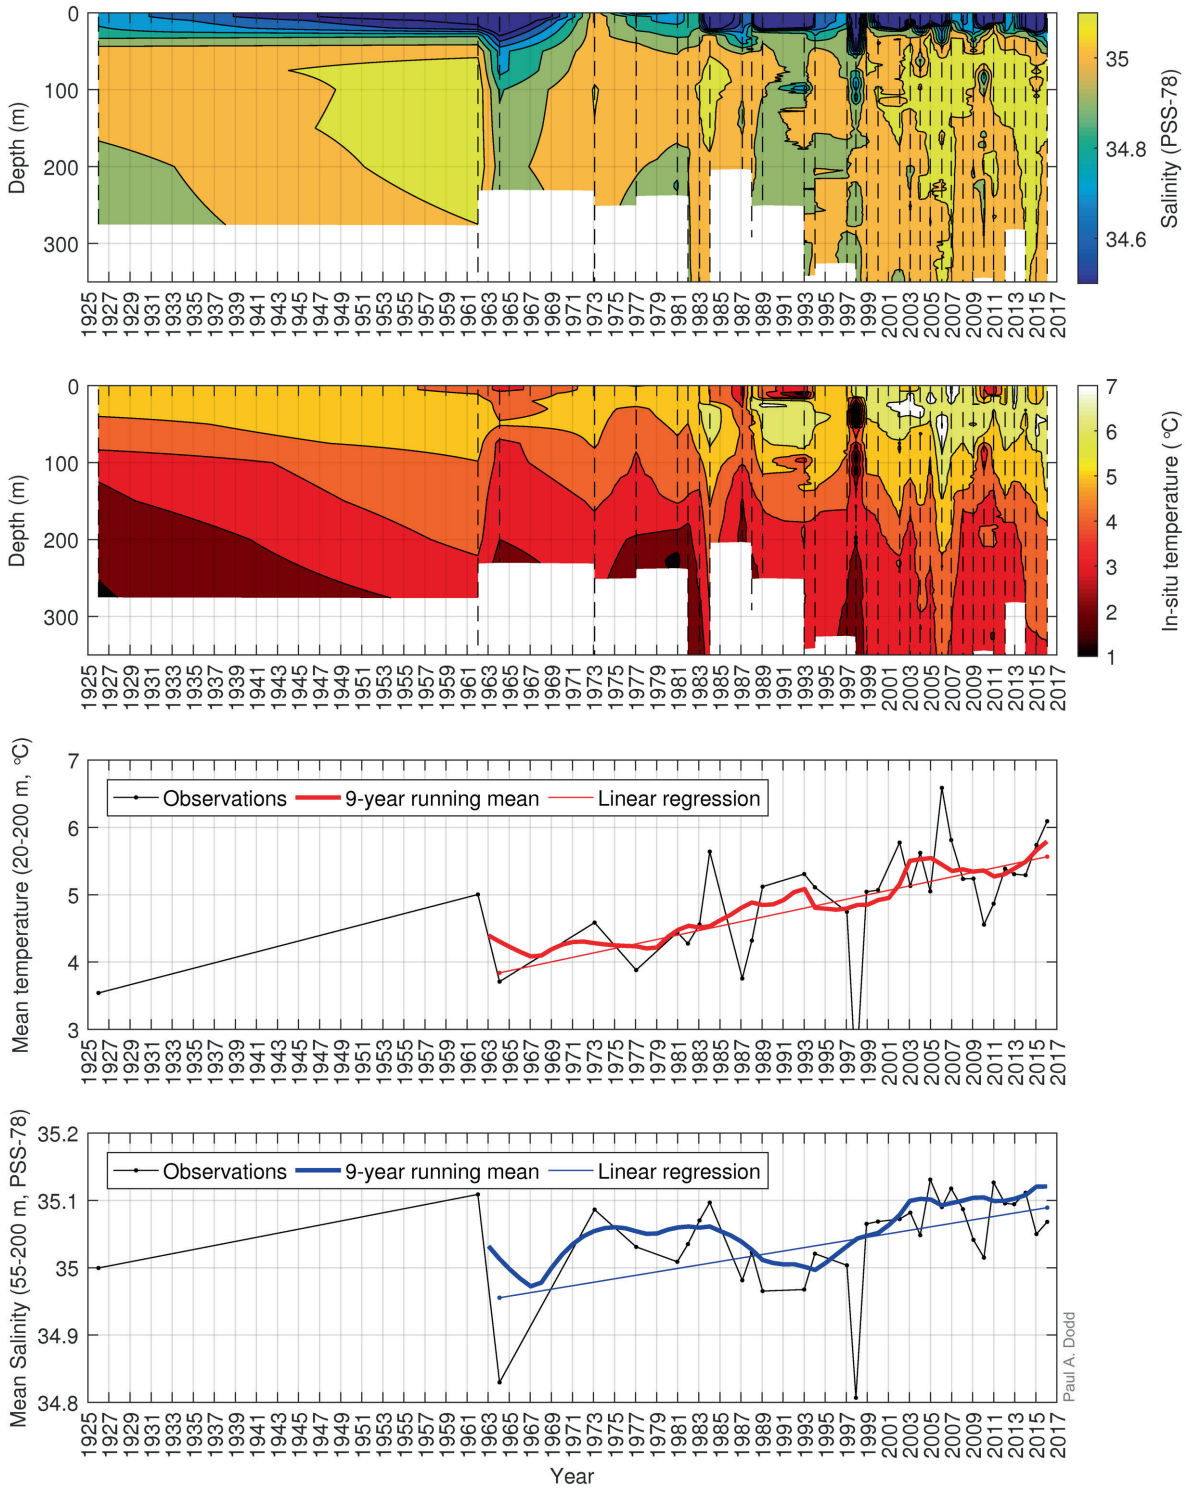 0
100
200
300
Depth (m)
1925 1927 1929 1931 1933 1935 1937 1939 1941 1943 1945 1947 1949 1951 1953 1955 1957 1959 1961 1963 1965 1967 1969 1971 1973 1975 1977 1979 1981 1983 1985 1987 1989 1991 1993 1995 1997 1999 2001 2003 2005 2007 2009 2011 2013 2015 2017
35
34.8
34.6
Salinity (PSS-78)
0
100
200
300
Depth (m)
1925 1927 1929 1931 1933 1935 1937 1939 1941 1943 1945 1947 1949 1951 1953 1955 1957 1959 1961 1963 1965 1967 1969 1971 1973 1975 1977 1979 1981 1983 1985 1987 1989 1991 1993 1995 1997 1999 2001 2003 2005 2007 2009 2011 2013 2015 2017
7
6
5
4
3
2
1
In-situ temperature (°C)
7
6
5
4
3
Mean temperature (20-200 m, °C)
Observations 9-year running mean Linear regression
1925 1927 1929 1931 1933 1935 1937 1939 1941 1943 1945 1947 1949 1951 1953 1955 1957 1959 1961 1963 1965 1967 1969 1971 1973 1975 1977 1979 1981 1983 1985 1987 1989 1991 1993 1995 1997 1999 2001 2003 2005 2007 2009 2011 2013 2015 2017
35.2
35.1
35
34.9
34.8
Mean Salinity (55-200 m, PSS-78)
Observations 9-year running mean Linear regression
Paul A. Dodd
1925 1927 1929 1931 1933 1935 1937 1939 1941 1943 1945 1947 1949 1951 1953 1955 1957 1959 1961 1963 1965 1967 1969 1971 1973 1975 1977 1979 1981 1983 1985 1987 1989 1991 1993 1995 1997 1999 2001 2003 2005 2007 2009 2011 2013 2015 2017
Year